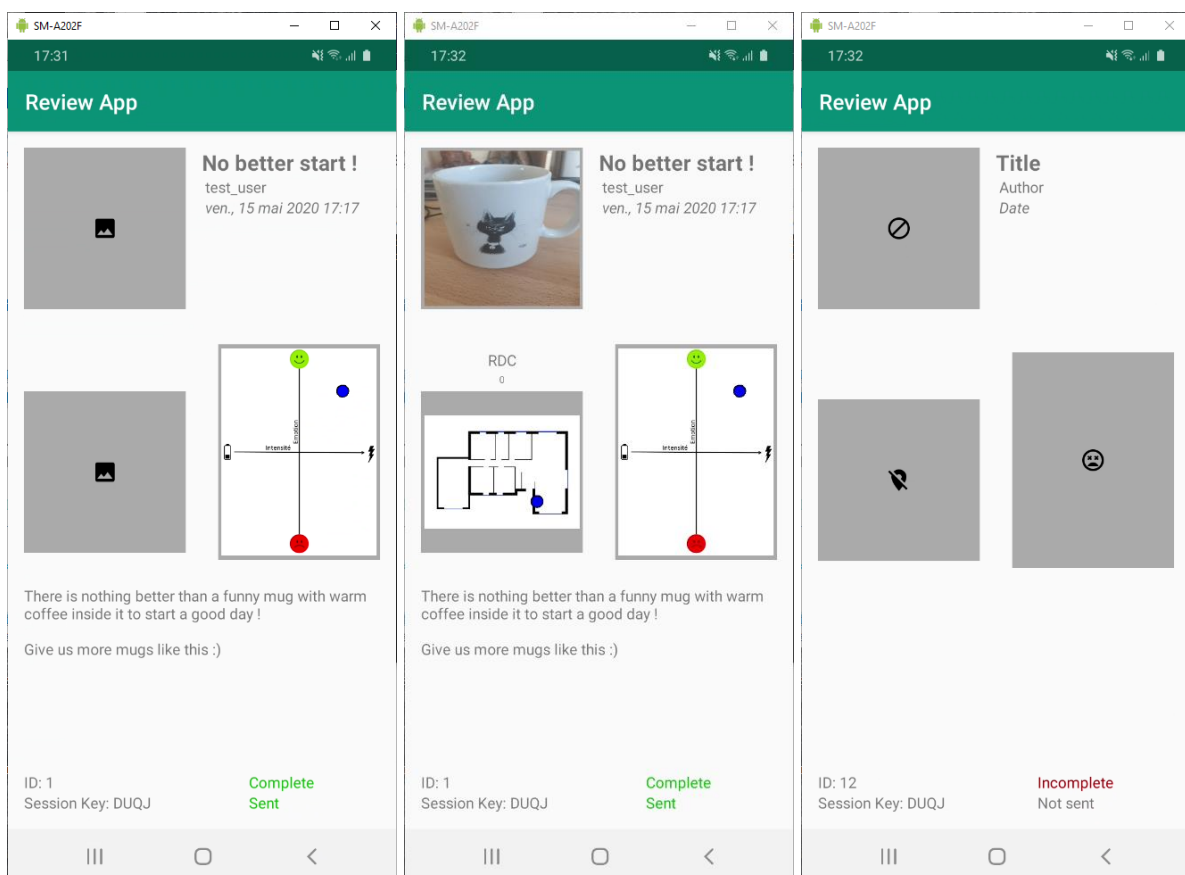 SM-A202F
17:31
Review App
No better start !
test_user
ven., 15 mai 2020 17:17
Emotion
Intensité
There is nothing better than a funny mug with warm
coffee inside it to start a good day !
Give us more mugs like this :)
ID: 1
Complete
Session Key: DUQJ
Sent
SM-A202F
17:32
Review App
No better start !
test_user
ven., 15 mai 2020 17:17
RDC
0
Emotion
Intensité
There is nothing better than a funny mug with warm
coffee inside it to start a good day !
Give us more mugs like this :)
ID: 1
Complete
Session Key: DUQJ
Sent
SM-A202F
17:32
Review App
Title
Author
Date
ID: 12
Incomplete
Session Key: DUQJ
Not sent